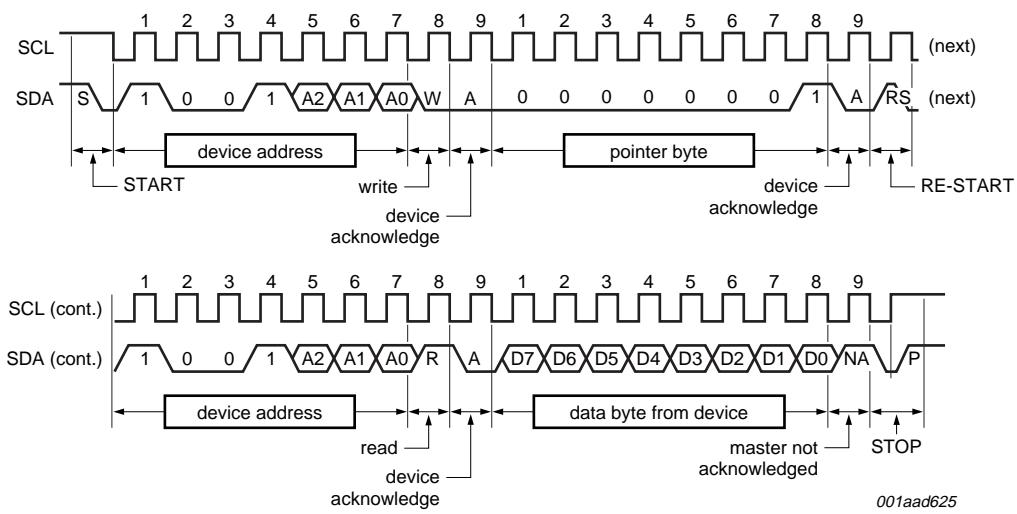 1 2 3 4 5 6 7 8 9 1 2 3 4 5 6 7 8 9
SCL (next)
SDA S 1 0 0 1 A2 A1 A0 W A 0 0 0 0 0 0 0 1 A RS (next)
device address pointer byte
START write device RE-START
device acknowledge
acknowledge
1 2 3 4 5 6 7 8 9 1 2 3 4 5 6 7 8 9
SCL (cont.)
SDA (cont.) 1 0 0 1 A2 A1 A0 R A D7 D6 D5 D4 D3 D2 D1 D0 NA P
device address data byte from device
read master not STOP
device acknowledged
acknowledge
001aad625